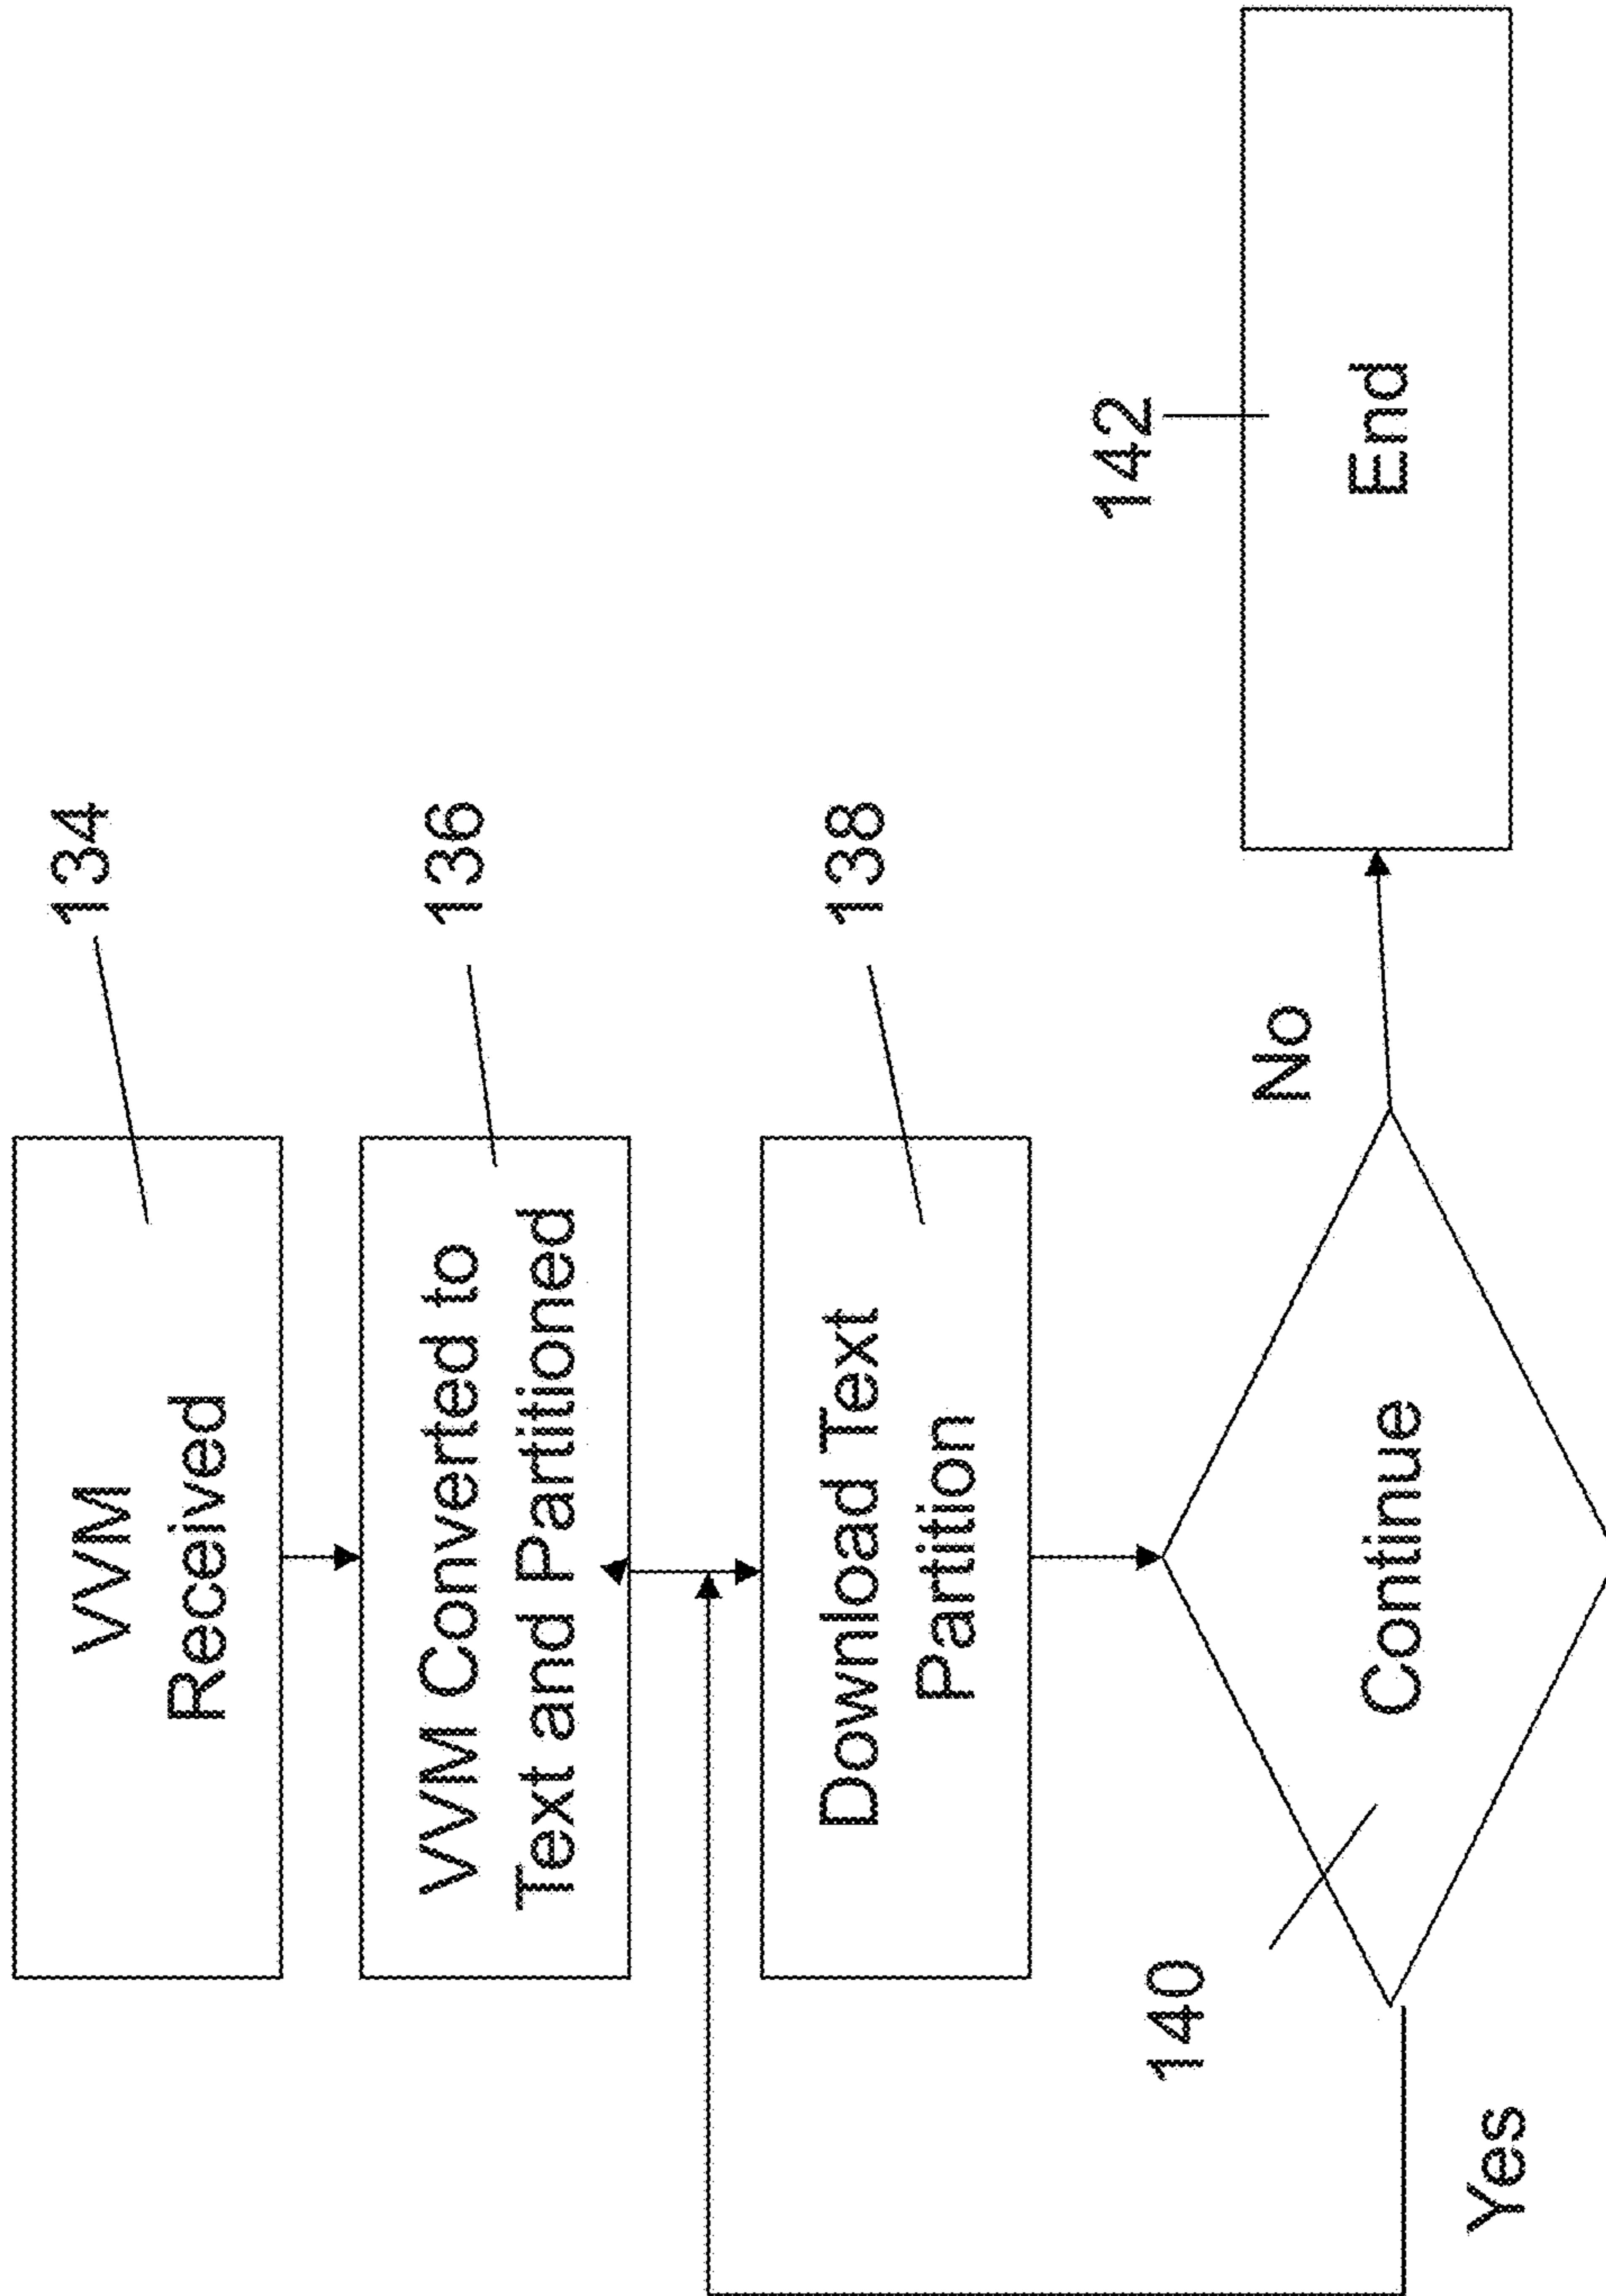 VVM
Received
134
VVM Converted to
Text and Partitioned
136
Download Text
Partition
138
Continue
140
Yes
No
End
142